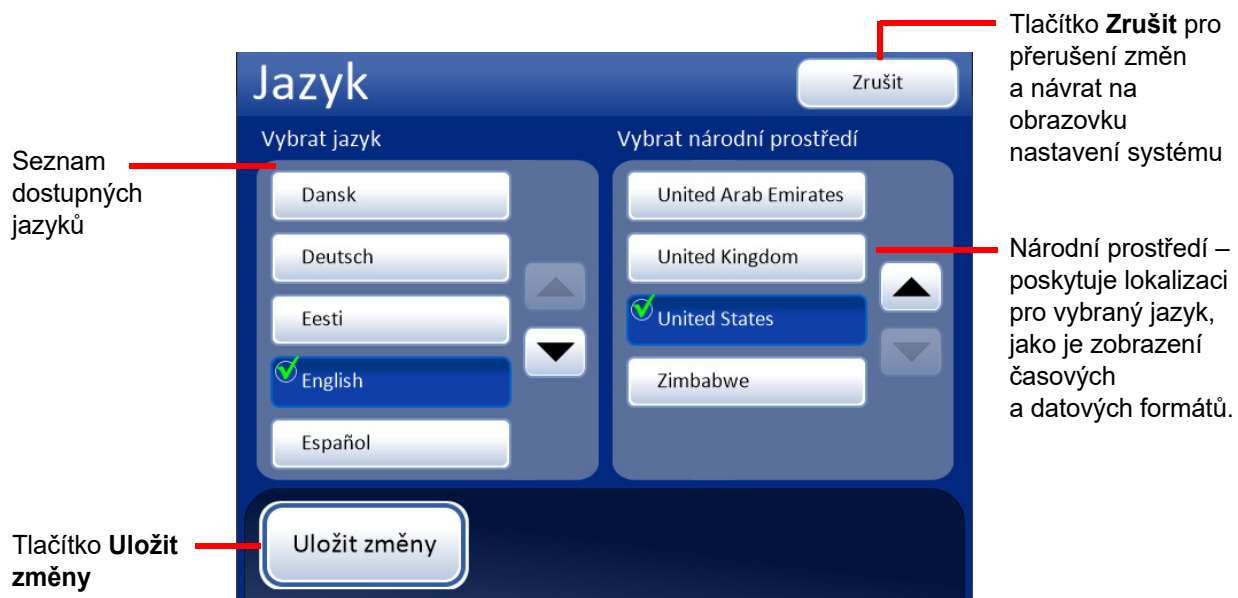 Tlačítko Zrušit pro
přerušení změn
a návrat na
obrazovku
nastavení systému
Jazyk
Zrušit
Vybrat jazyk
Vybrat národní prostředí
Seznam
dostupných
jazyků
Dansk
Deutsch
Eesti
English
Español
United Arab Emirates
United Kingdom
United States
Zimbabwe
Národní prostředí –
poskytuje lokalizaci
pro vybraný jazyk,
jako je zobrazení
časových
a datových formátů.
Tlačítko Uložit
změny
Uložit změny